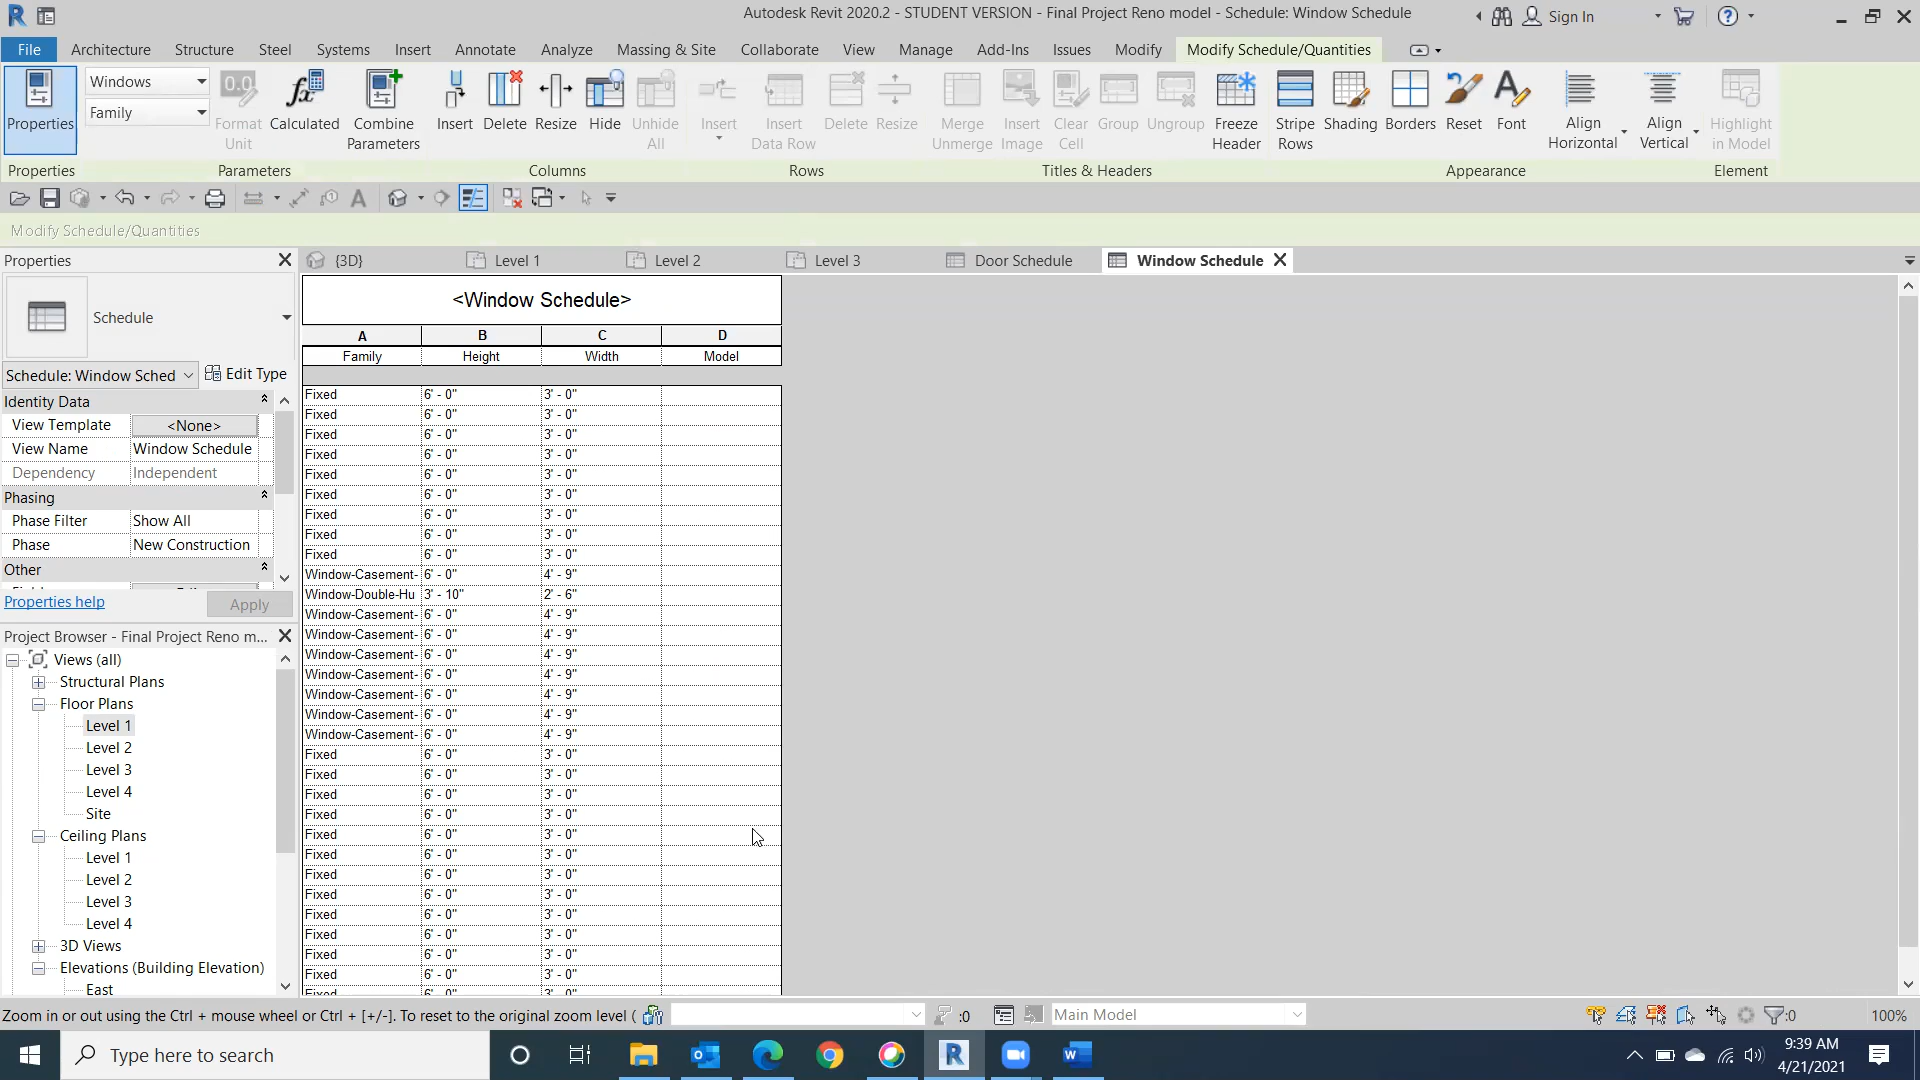 Autodesk Revit 2020.2 - STUDENT VERSION - Final Project Reno model - Schedule: Window Schedule
Sign In
File Architecture Structure Steel Systems Insert Annotate Analyze Massing & Site Collaborate View Manage Add-Ins Issues Modify Modify Schedule/Quantities
Properties
Windows
Family
Format Unit
Calculated
Combine Parameters
Insert
Delete
Resize
Hide
Unhide All
Insert
Insert Data Row
Delete
Resize
Merge Unmerge
Insert Image
Clear Cell
Group
Ungroup
Freeze Header
Stripe Rows
Shading
Borders
Reset
Font
Align Horizontal
Align Vertical
Highlight in Model
Properties Parameters Columns Rows Titles & Headers Appearance Element
Modify Schedule/Quantities
Properties
{3D} Level 1 Level 2 Level 3 Door Schedule Window Schedule
Schedule
Schedule: Window Sched
Edit Type
Identity Data
View Template <None>
View Name Window Schedule
Dependency Independent
Phasing
Phase Filter Show All
Phase New Construction
Other
Properties help
Apply
Project Browser - Final Project Reno m...
Views (all)
Structural Plans
Floor Plans
Level 1
Level 2
Level 3
Level 4
Site
Ceiling Plans
Level 1
Level 2
Level 3
Level 4
3D Views
Elevations (Building Elevation)
East
<Window Schedule>
A B C D
Family Height Width Model
Fixed 6' - 0" 3' - 0"
Fixed 6' - 0" 3' - 0"
Fixed 6' - 0" 3' - 0"
Fixed 6' - 0" 3' - 0"
Fixed 6' - 0" 3' - 0"
Fixed 6' - 0" 3' - 0"
Fixed 6' - 0" 3' - 0"
Fixed 6' - 0" 3' - 0"
Fixed 6' - 0" 3' - 0"
Window-Casement- 6' - 0" 4' - 9"
Window-Double-Hu 3' - 10" 2' - 6"
Window-Casement- 6' - 0" 4' - 9"
Window-Casement- 6' - 0" 4' - 9"
Window-Casement- 6' - 0" 4' - 9"
Window-Casement- 6' - 0" 4' - 9"
Window-Casement- 6' - 0" 4' - 9"
Window-Casement- 6' - 0" 4' - 9"
Window-Casement- 6' - 0" 4' - 9"
Fixed 6' - 0" 3' - 0"
Fixed 6' - 0" 3' - 0"
Fixed 6' - 0" 3' - 0"
Fixed 6' - 0" 3' - 0"
Fixed 6' - 0" 3' - 0"
Fixed 6' - 0" 3' - 0"
Fixed 6' - 0" 3' - 0"
Fixed 6' - 0" 3' - 0"
Fixed 6' - 0" 3' - 0"
Fixed 6' - 0" 3' - 0"
Fixed 6' - 0" 3' - 0"
Fixed 6' - 0" 3' - 0"
Fixed 6' - 0" 3' - 0"
Zoom in or out using the Ctrl + mouse wheel or Ctrl + [+/-]. To reset to the original zoom level ( :0 Main Model :0 100%
Type here to search
9:39 AM
4/21/2021